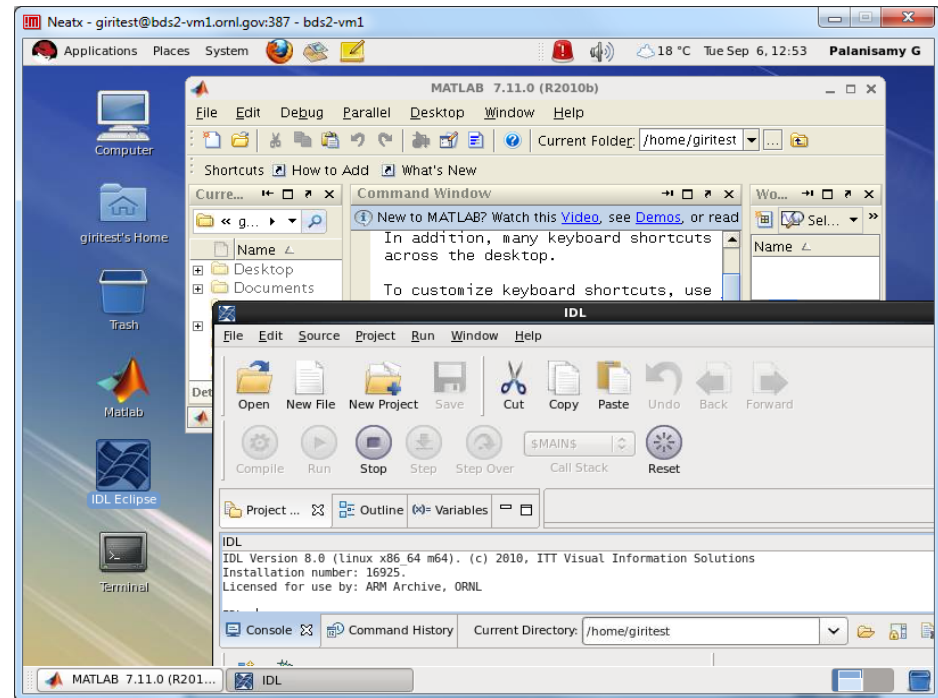 Neatx - giritest@bds2-vm1.ornl.gov:387 - bds2-vm1
Applications Places System 18 °C Tue Sep 6, 12:53 Palanisamy G
Computer
giritest's Home
Trash
Matlab
IDL Eclipse
Terminal
MATLAB 7.11.0 (R2010b)
File Edit Debug Parallel Desktop Window Help
Current Folder: /home/giritest ...
Shortcuts How to Add What's New
Curre... Command Window Wo...
« g... New to MATLAB? Watch this Video, see Demos, or read Sel... »
Name
Desktop
Documents
In addition, many keyboard shortcuts
across the desktop.
To customize keyboard shortcuts, use
Name
Det
IDL
File Edit Source Project Run Window Help
Open New File New Project Save Cut Copy Paste Undo Back Forward
Compile Run Stop Step Step Over $MAIN$ Call Stack Reset
Project ... Outline (x)= Variables
IDL
IDL Version 8.0 (linux x86_64 m64). (c) 2010, ITT Visual Information Solutions
Installation number: 16925.
Licensed for use by: ARM Archive, ORNL
Console Command History Current Directory: /home/giritest
MATLAB 7.11.0 (R201... IDL